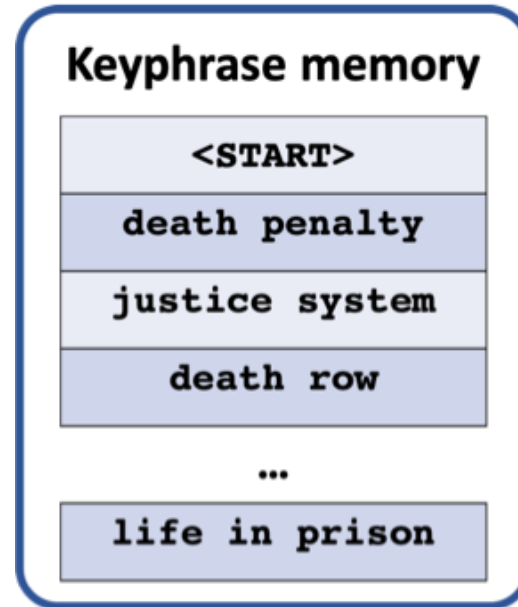 Keyphrase memory
<START>
death penalty
justice system
death row
...
life in prison